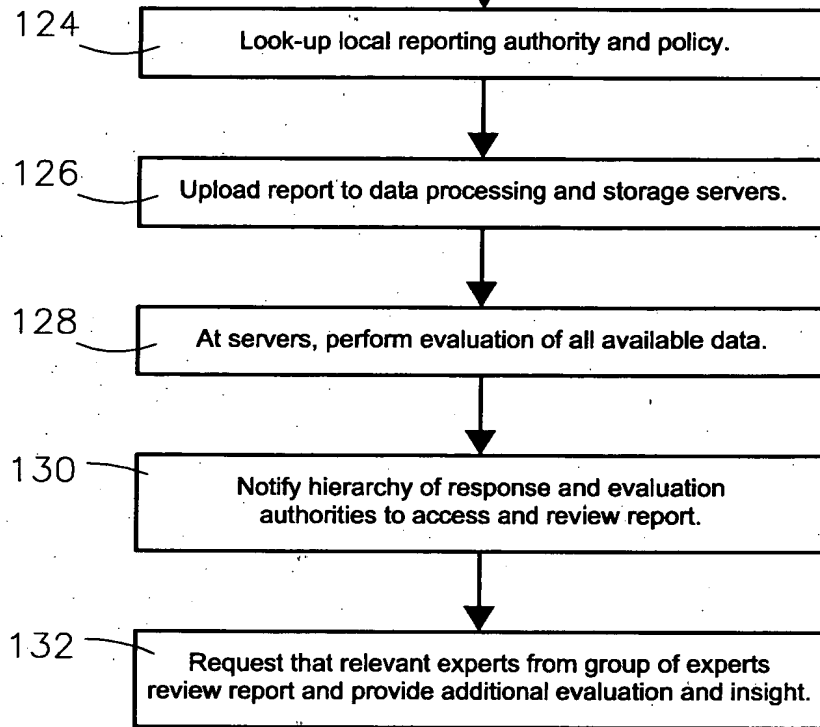 124
Look-up local reporting authority and policy.
126
Upload report to data processing and storage servers.
128
At servers, perform evaluation of all available data.
130
Notify hierarchy of response and evaluation
authorities to access and review report.
132
Request that relevant experts from group of experts
review report and provide additional evaluation and insight.